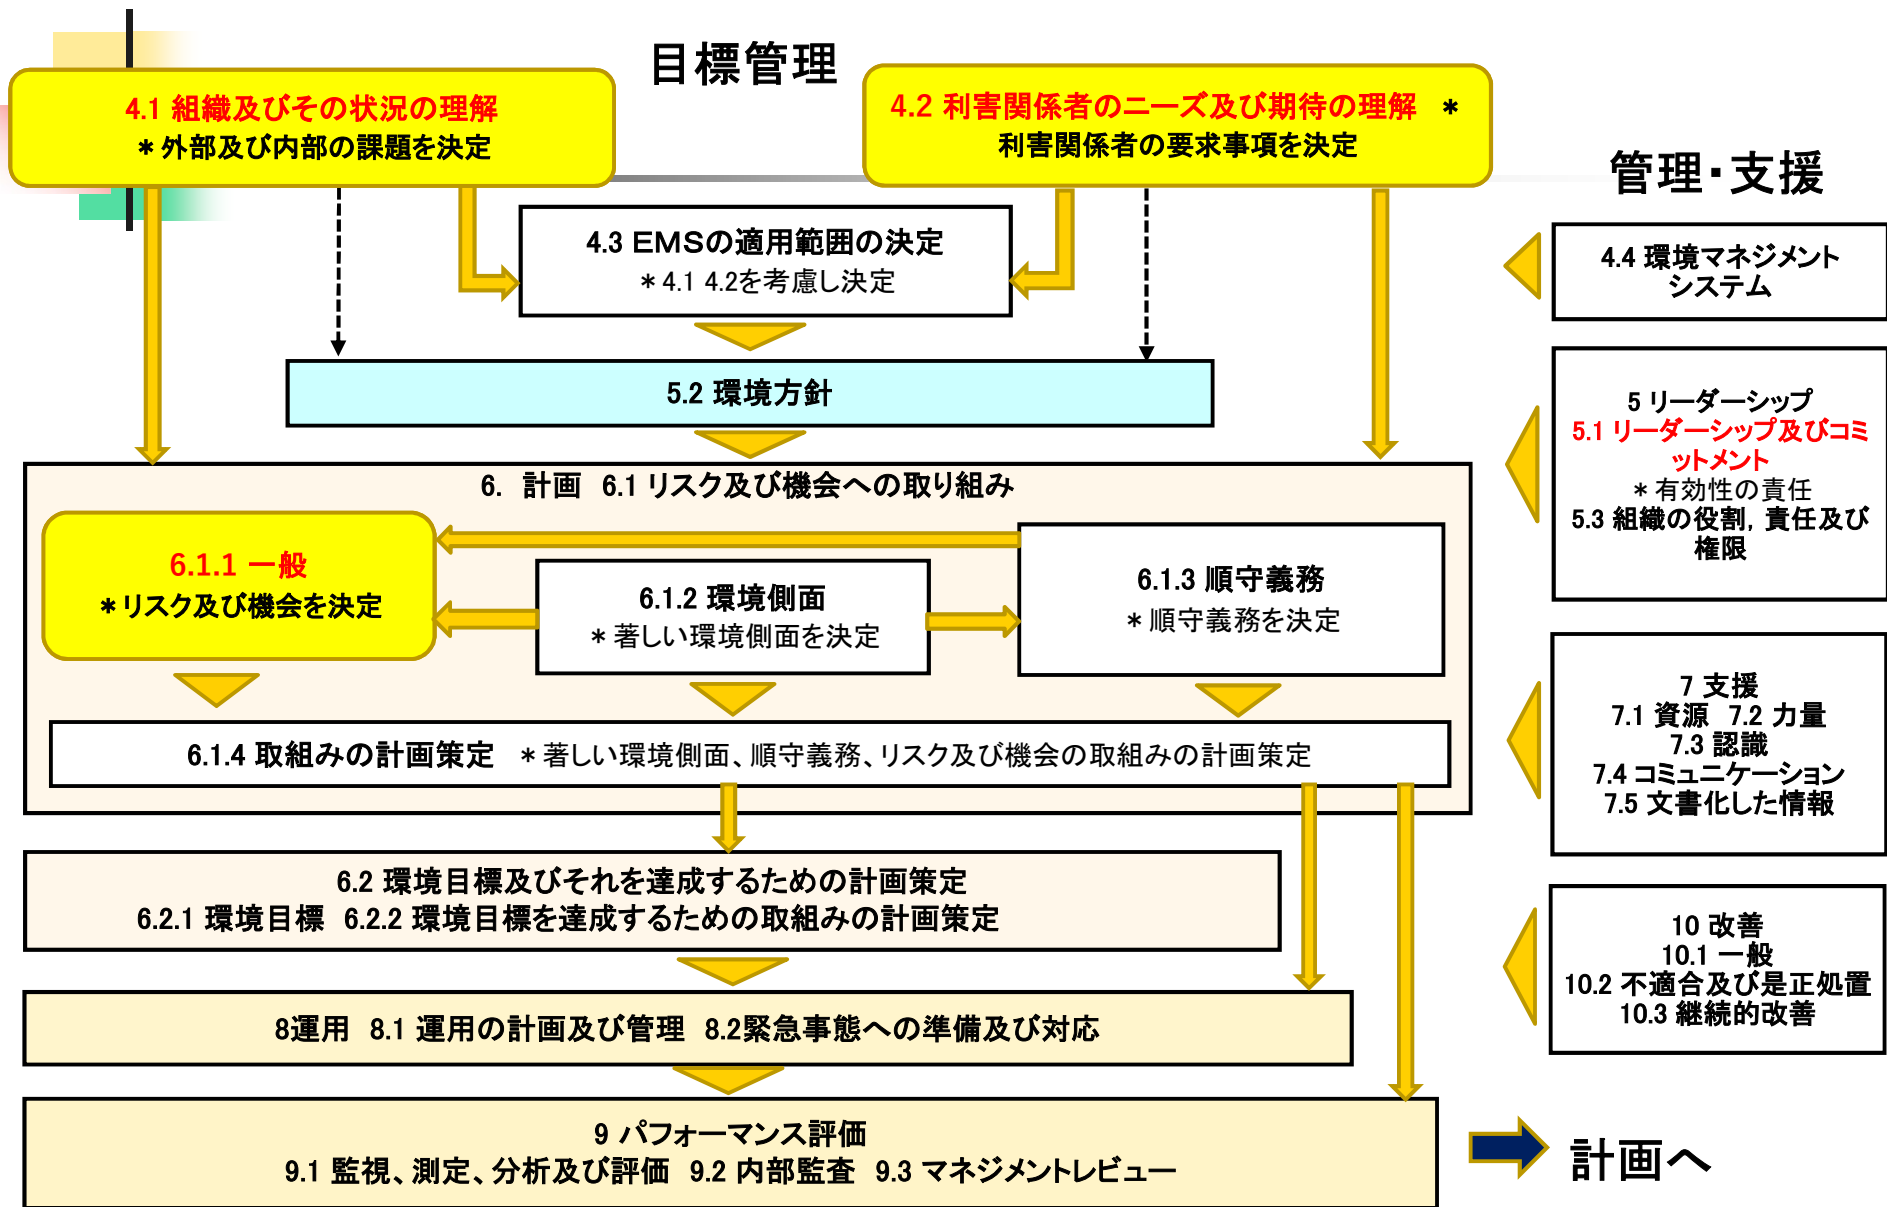 目標管理
4.1 組織及びその状況の理解
＊外部及び内部の課題を決定
4.2 利害関係者のニーズ及び期待の理解　＊
利害関係者の要求事項を決定
管理・支援
4.3 EMSの適用範囲の決定
＊4.1 4.2を考慮し決定
4.4 環境マネジメント
システム
5.2 環境方針
5 リーダーシップ
5.1 リーダーシップ及びコミ
ットメント
＊有効性の責任
5.3 組織の役割，責任及び
権限
6.　計画　6.1 リスク及び機会への取り組み
6.1.1 一般
＊リスク及び機会を決定
6.1.2 環境側面
＊著しい環境側面を決定
6.1.3 順守義務
＊順守義務を決定
6.1.4 取組みの計画策定　＊著しい環境側面、順守義務、リスク及び機会の取組みの計画策定
7 支援
7.1 資源　7.2 力量
7.3 認識
7.4 コミュニケーション
7.5 文書化した情報
6.2 環境目標及びそれを達成するための計画策定
6.2.1 環境目標　6.2.2 環境目標を達成するための取組みの計画策定
10 改善
10.1 一般
10.2 不適合及び是正処置
10.3 継続的改善
8運用　8.1 運用の計画及び管理　8.2緊急事態への準備及び対応
9 パフォーマンス評価
9.1 監視、測定、分析及び評価　9.2 内部監査　9.3 マネジメントレビュー
計画へ